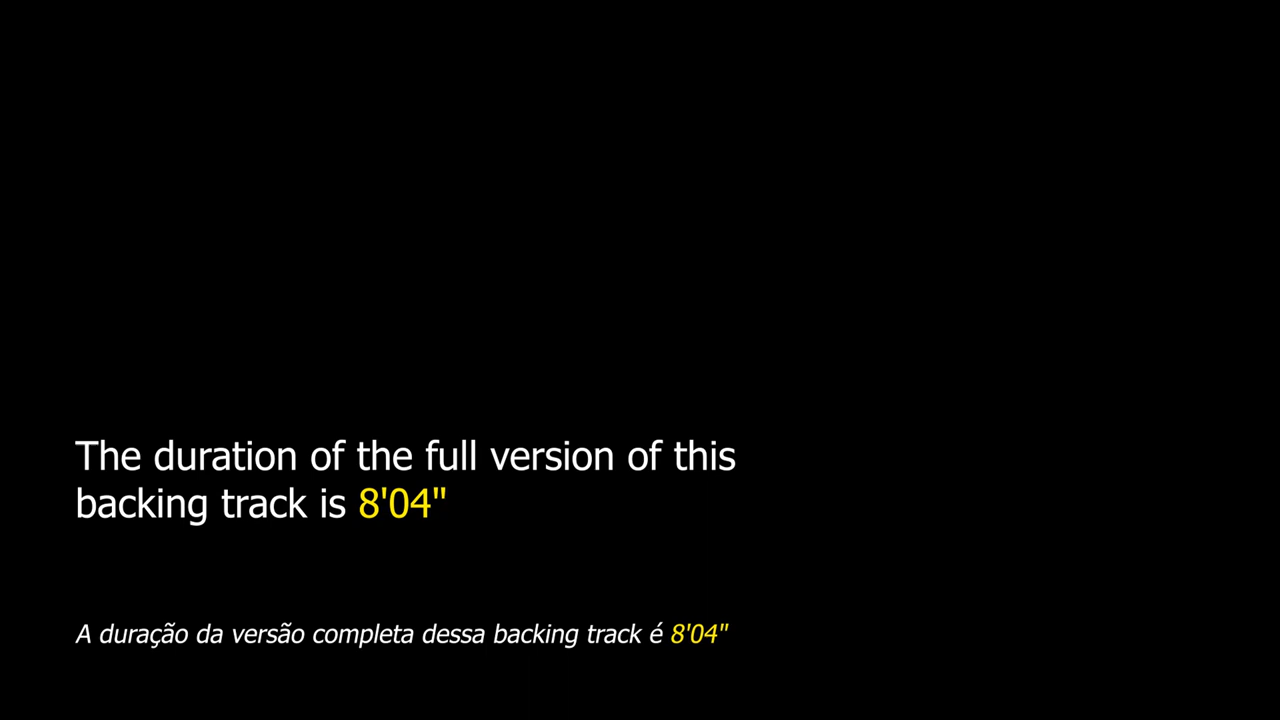 The duration of the full version of this
backing track is 8'04"
A duração da versão completa dessa backing track é 8'04"